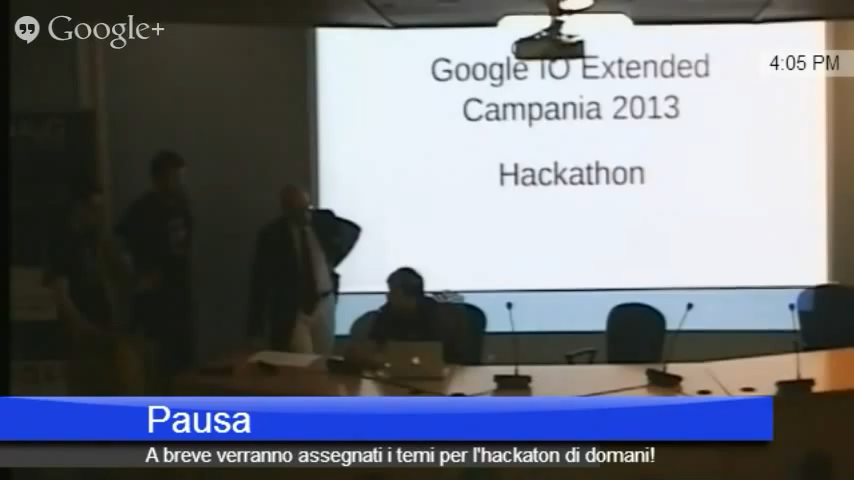 Google+
4:05 PM
Google IO Extended
Campania 2013
Hackathon
Pausa
A breve verranno assegnati i temi per l'hackaton di domani!